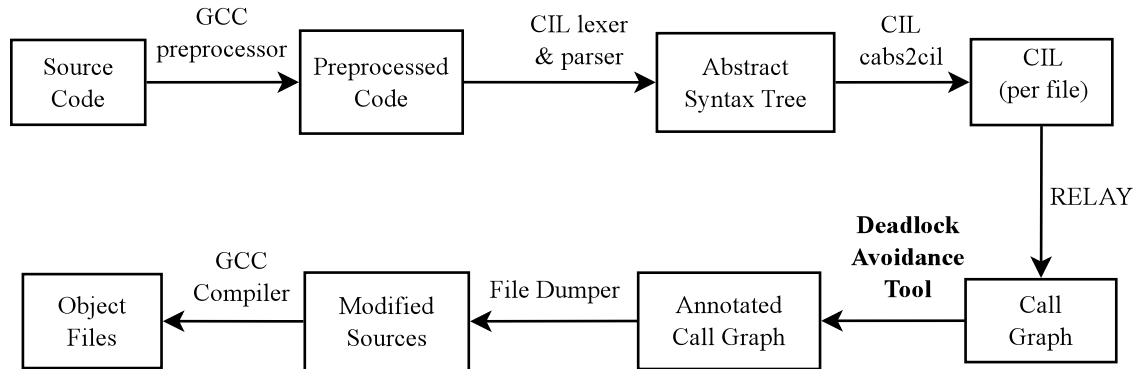 GCC
preprocessor
CIL lexer
& parser
CIL
cabs2cil
Source
Code
Preprocessed
Code
Abstract
Syntax Tree
CIL
(per file)
RELAY
Deadlock
Avoidance
Tool
GCC
Compiler
File Dumper
Object
Files
Modified
Sources
Annotated
Call Graph
Call
Graph